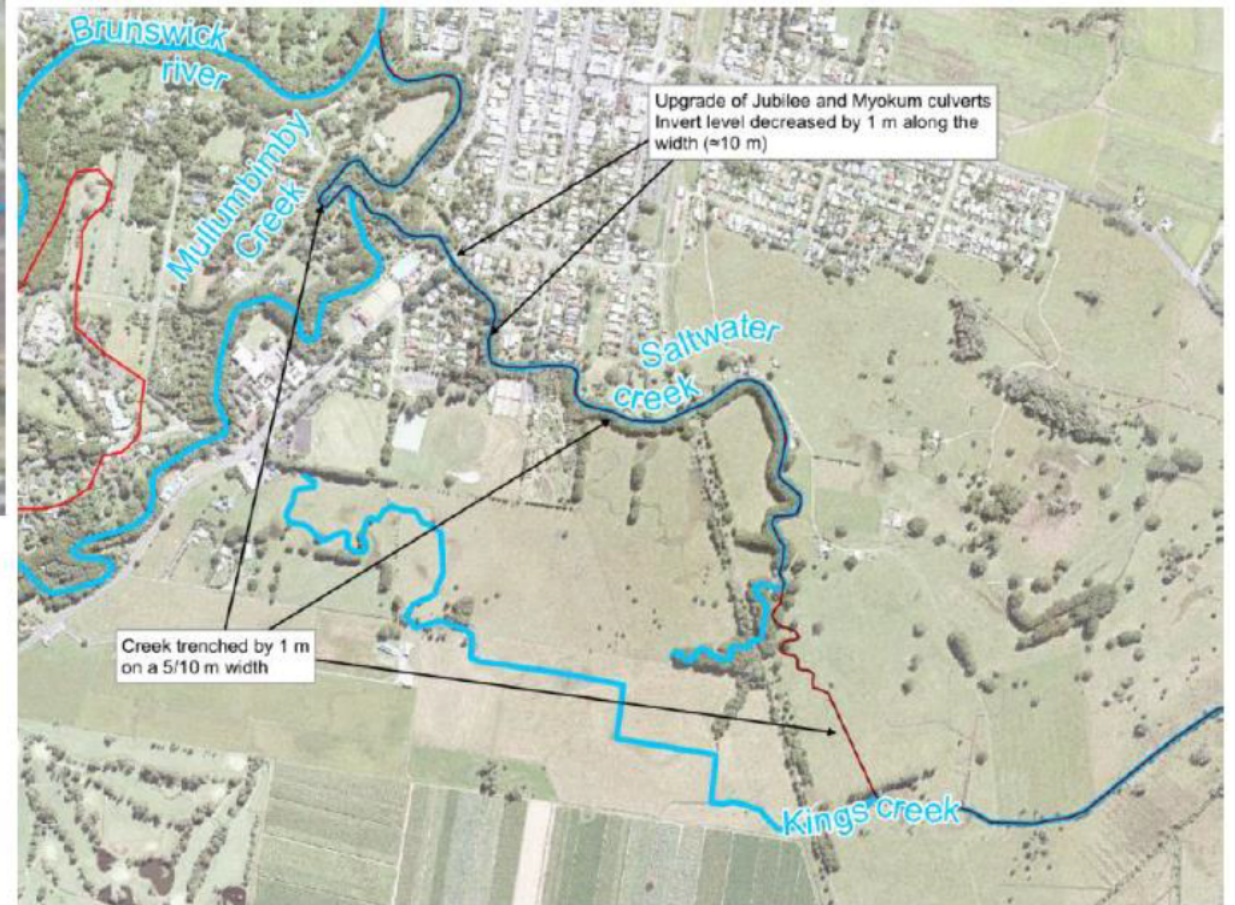 Brunswick
river
Upgrade of Jubilee and Myokum culverts
Invert level decreased by 1 m along the
width (≈10 m)
Mullumbimby
Creek
Saltwater
creek
Creek trenched by 1 m
on a 5/10 m width
Kings creek